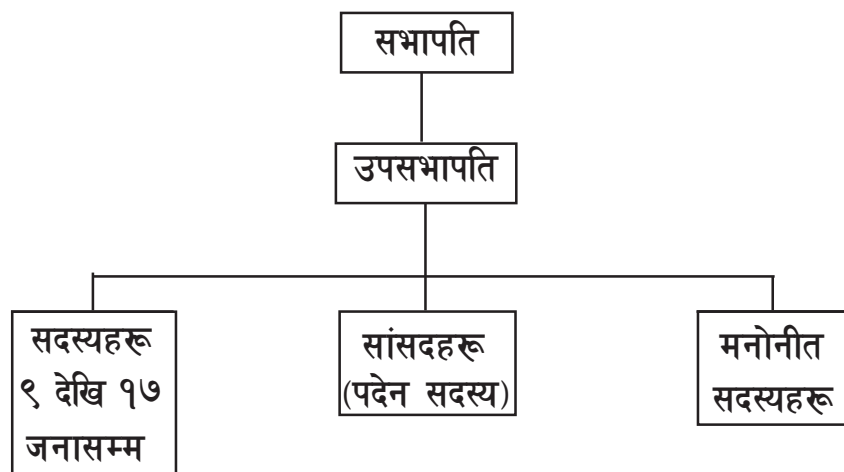 सभापति
उपसभापति
सदस्यहरू
९ देखि १७
जनासम्म
सांसदहरू
(पदेन सदस्य)
मनोनीत
सदस्यहरू